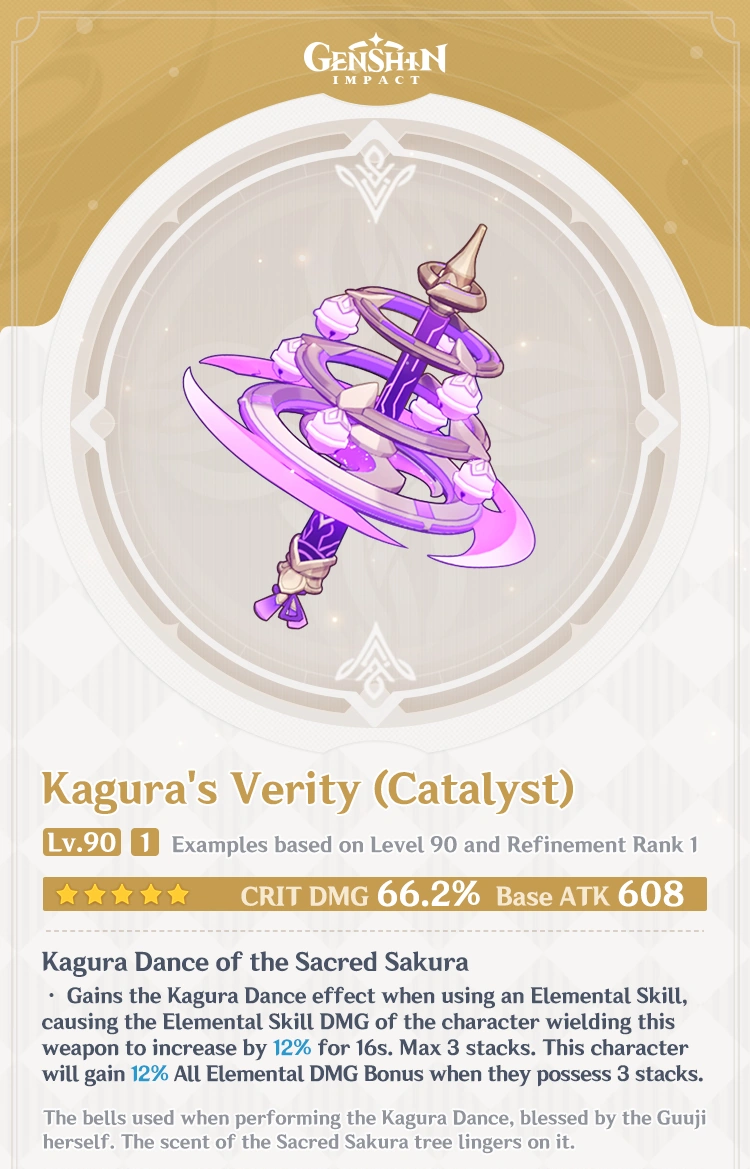 GENSHIN
IMPACT
Kagura's Verity (Catalyst)
Lv.90 1 Examples based on Level 90 and Refinement Rank 1
CRIT DMG 66.2% Base ATK 608
Kagura Dance of the Sacred Sakura
· Gains the Kagura Dance effect when using an Elemental Skill,
causing the Elemental Skill DMG of the character wielding this
weapon to increase by 12% for 16s. Max 3 stacks. This character
will gain 12% All Elemental DMG Bonus when they possess 3 stacks.
The bells used when performing the Kagura Dance, blessed by the Guuji
herself. The scent of the Sacred Sakura tree lingers on it.